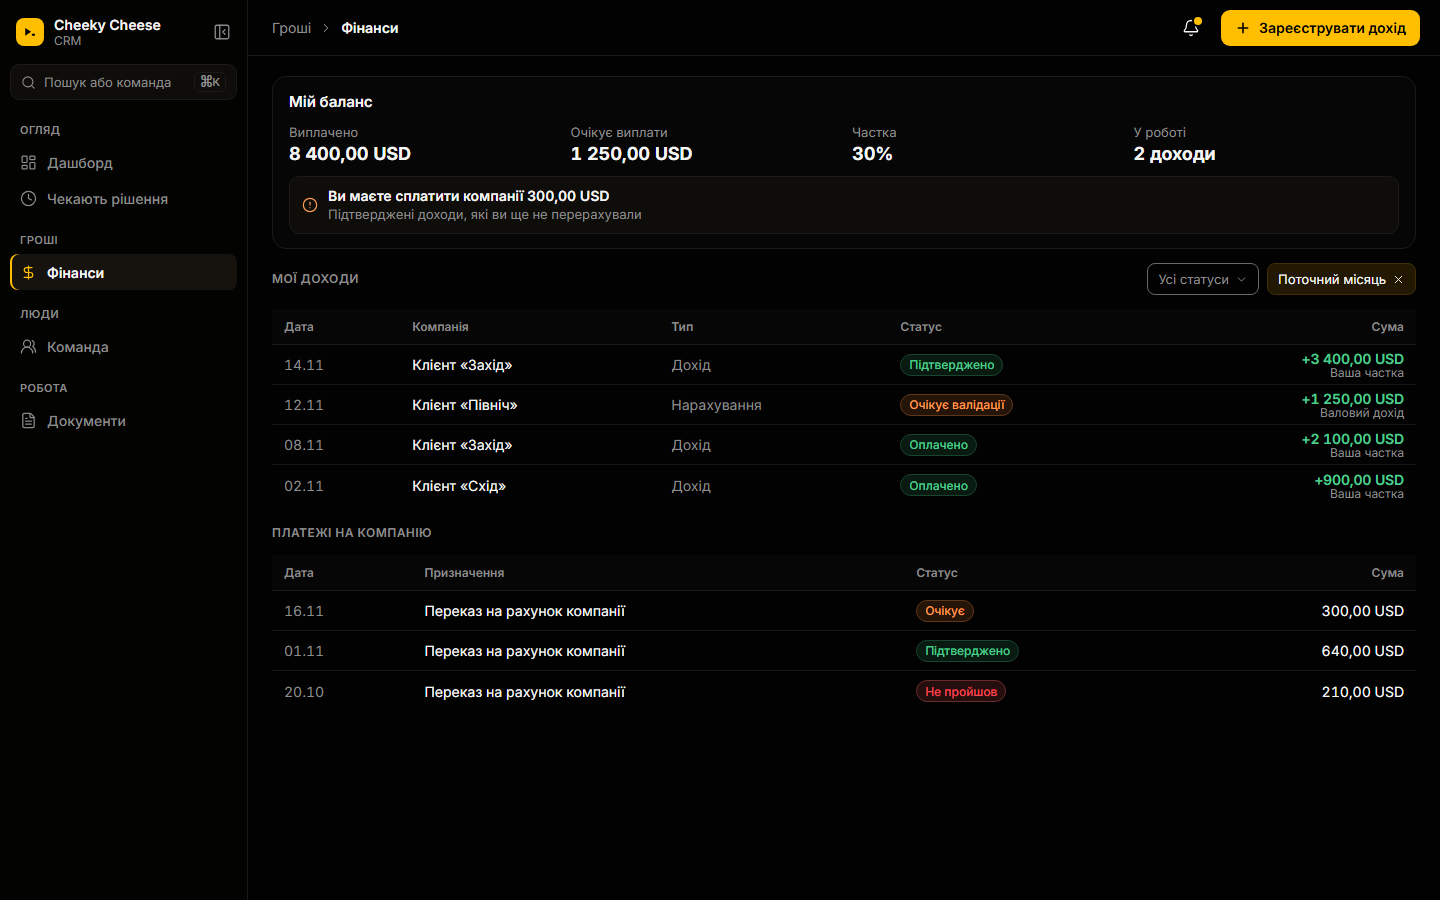 Cheeky Cheese
CRM
Пошук або команда ⌘K
ОГЛЯД
Дашборд
Чекають рішення
ГРОШІ
Фінанси
ЛЮДИ
Команда
РОБОТА
Документи
Гроші > Фінанси
+ Зареєструвати дохід
Мій баланс
Виплачено Очікує виплати Частка У роботі
8 400,00 USD 1 250,00 USD 30% 2 доходи
Ви маєте сплатити компанії 300,00 USD
Підтверджені доходи, які ви ще не перерахували
МОЇ ДОХОДИ Усі статуси Поточний місяць ×
Дата Компанія Тип Статус Сума
14.11 Клієнт «Захід» Дохід Підтверджено +3 400,00 USD
Ваша частка
12.11 Клієнт «Північ» Нарахування Очікує валідації +1 250,00 USD
Валовий дохід
08.11 Клієнт «Захід» Дохід Оплачено +2 100,00 USD
Ваша частка
02.11 Клієнт «Схід» Дохід Оплачено +900,00 USD
Ваша частка
ПЛАТЕЖІ НА КОМПАНІЮ
Дата Призначення Статус Сума
16.11 Переказ на рахунок компанії Очікує 300,00 USD
01.11 Переказ на рахунок компанії Підтверджено 640,00 USD
20.10 Переказ на рахунок компанії Не пройшов 210,00 USD